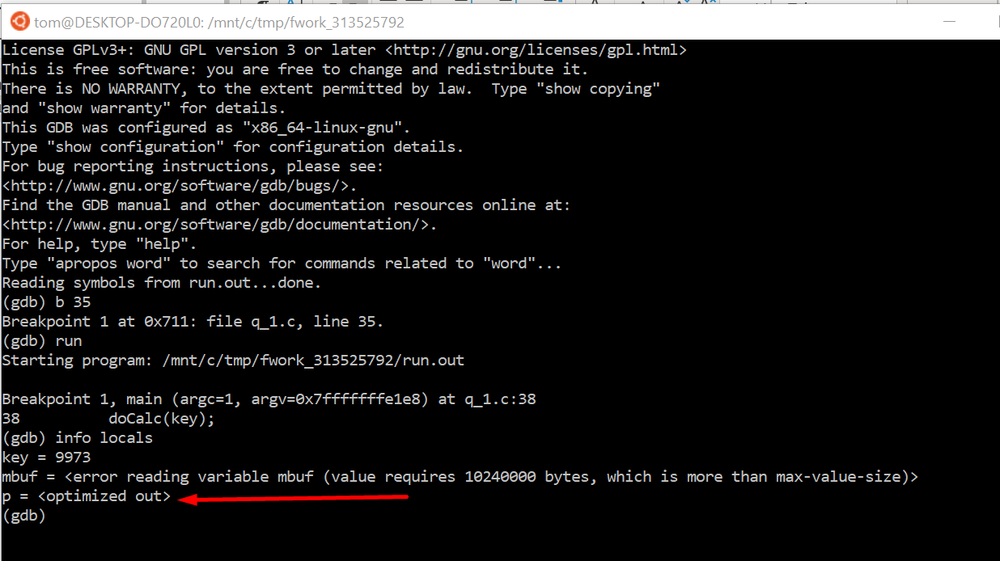 tom@DESKTOP-DO720L0: /mnt/c/tmp/fwork_313525792
License GPLv3+: GNU GPL version 3 or later <http://gnu.org/licenses/gpl.html>
This is free software: you are free to change and redistribute it.
There is NO WARRANTY, to the extent permitted by law.  Type "show copying"
and "show warranty" for details.
This GDB was configured as "x86_64-linux-gnu".
Type "show configuration" for configuration details.
For bug reporting instructions, please see:
<http://www.gnu.org/software/gdb/bugs/>.
Find the GDB manual and other documentation resources online at:
<http://www.gnu.org/software/gdb/documentation/>.
For help, type "help".
Type "apropos word" to search for commands related to "word"...
Reading symbols from run.out...done.
(gdb) b 35
Breakpoint 1 at 0x711: file q_1.c, line 35.
(gdb) run
Starting program: /mnt/c/tmp/fwork_313525792/run.out
Breakpoint 1, main (argc=1, argv=0x7fffffffe1e8) at q_1.c:38
38          doCalc(key);
(gdb) info locals
key = 9973
mbuf = <error reading variable mbuf (value requires 10240000 bytes, which is more than max-value-size)>
p = <optimized out>
(gdb)